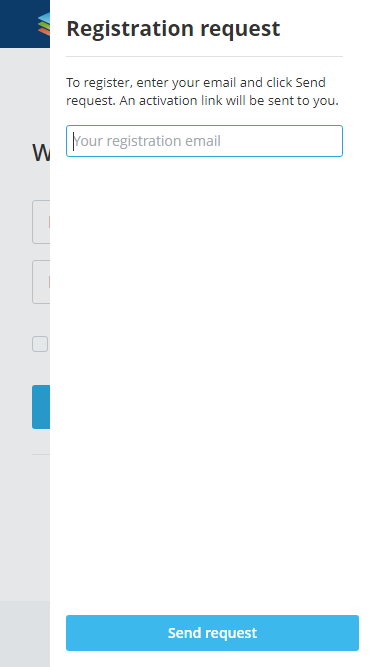 Registration request
To register, enter your email and click Send
request. An activation link will be sent to you.
Your registration email
Send request